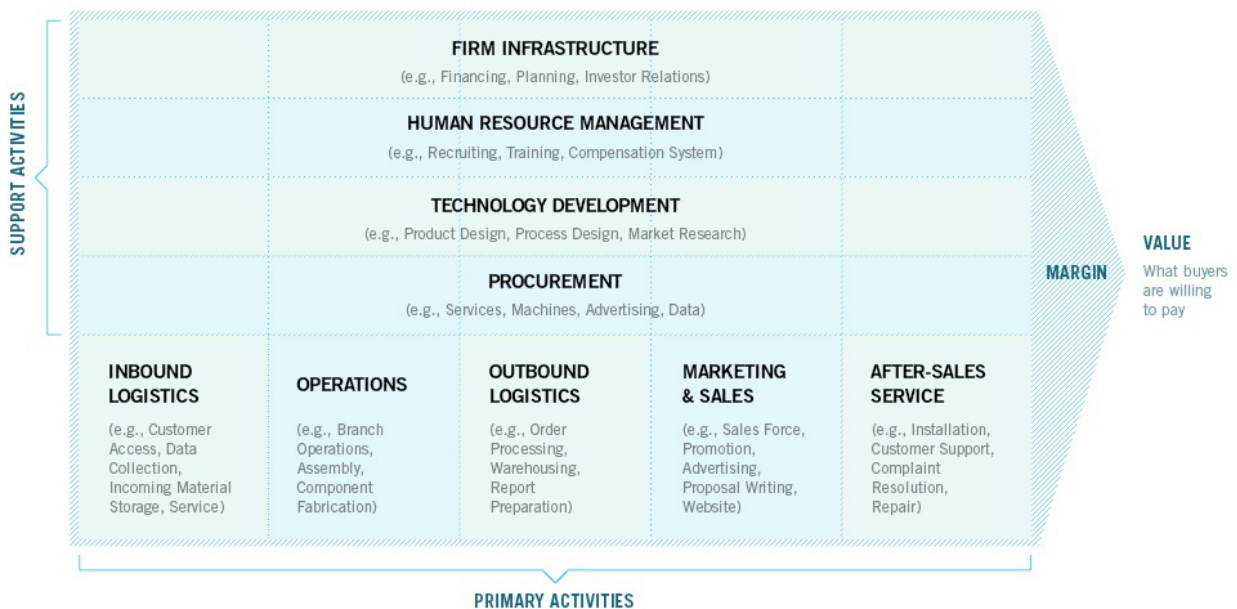 SUPPORT ACTIVITIES
FIRM INFRASTRUCTURE
(e.g., Financing, Planning, Investor Relations)
HUMAN RESOURCE MANAGEMENT
(e.g., Recruiting, Training, Compensation System)
TECHNOLOGY DEVELOPMENT
(e.g., Product Design, Process Design, Market Research)
PROCUREMENT
(e.g., Services, Machines, Advertising, Data)
INBOUND
LOGISTICS
(e.g., Customer
Access, Data
Collection,
Incoming Material
Storage, Service)
OPERATIONS
(e.g., Branch
Operations,
Assembly,
Component
Fabrication)
OUTBOUND
LOGISTICS
(e.g., Order
Processing,
Warehousing,
Report
Preparation)
MARKETING
& SALES
(e.g., Sales Force,
Promotion,
Advertising,
Proposal Writing,
Website)
AFTER-SALES
SERVICE
(e.g., Installation,
Customer Support,
Complaint
Resolution,
Repair)
MARGIN
VALUE
What buyers
are willing
to pay
PRIMARY ACTIVITIES